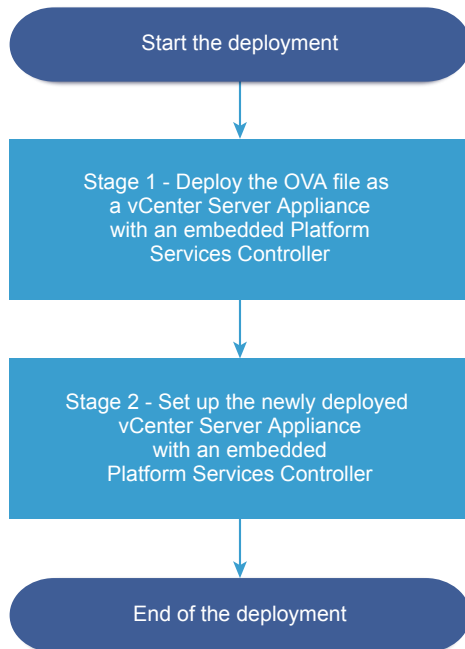 Start the deployment
Stage 1 - Deploy the OVA file as
a vCenter Server Appliance
with an embedded Platform
Services Controller
Stage 2 - Set up the newly deployed
vCenter Server Appliance
with an embedded
Platform Services Controller
End of the deployment